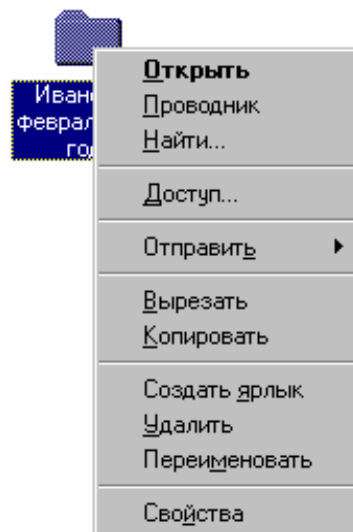 Иван
феврал
го
Открыть
Проводник
Найти...
Доступ...
Отправить
Вырезать
Копировать
Создать ярлык
Удалить
Переименовать
Свойства